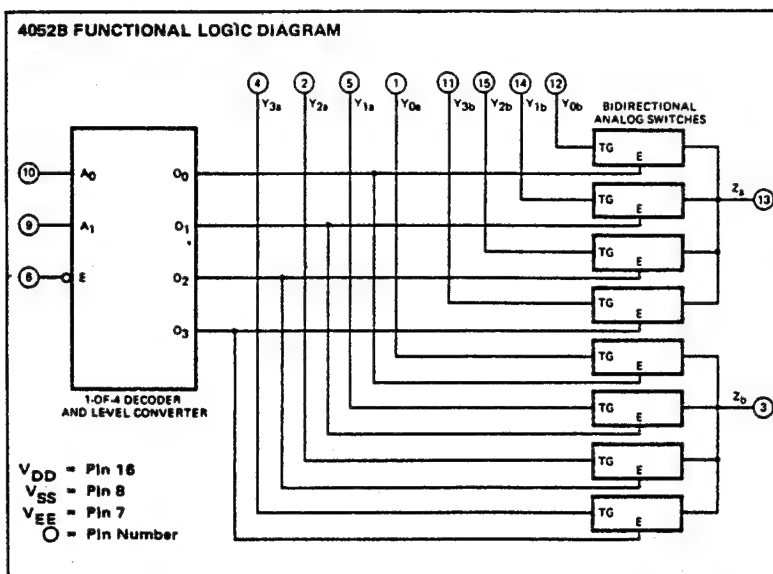 4052B FUNCTIONAL LOGIC DIAGRAM
4 2 5 1 11 15 14 12
Y3a Y2a Y1a Y0a Y3b Y2b Y1b Y0b
BIDIRECTIONAL
ANALOG SWITCHES
10 A0 O0
9 A1 O1
6 E O2
O3
TG E
TG E
TG E
TG E
Za 13
TG E
TG E
TG E
TG E
Zb 3
1-OF-4 DECODER
AND LEVEL CONVERTER
VDD = Pin 16
VSS = Pin 8
VEE = Pin 7
O = Pin Number